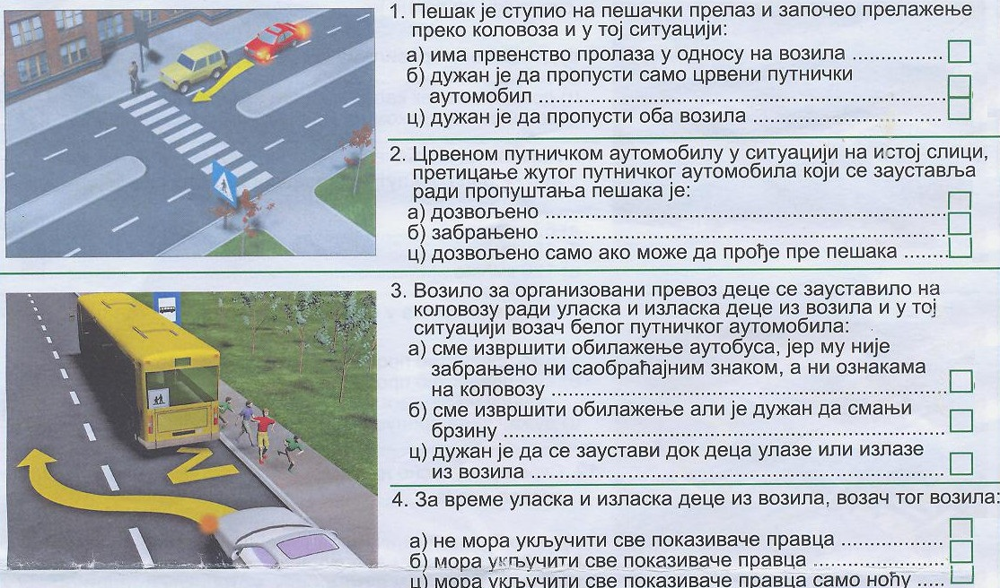 1. Пешак је ступио на пешачки прелаз и започео прелажење
преко коловоза и у тој ситуацији:
а) има првенство пролаза у односу на возила ................
б) дужан је да пропусти само црвени путнички
аутомобил ................................................................
ц) дужан је да пропусти оба возила ..............................
2. Црвеном путничком аутомобилу у ситуацији на истој слици,
претицање жутог путничког аутомобила који се зауставља
ради пропуштања пешака је:
а) дозвољено ................................................................
б) забрањено ................................................................
ц) дозвољено само ако може да прође пре пешака ........
3. Возило за организовани превоз деце се зауставило на
коловозу ради уласка и изласка деце из возила и у тој
ситуацији возач белог путничког аутомобила:
а) сме извршити обилажење аутобуса, јер му није
забрањено ни саобраћајним знаком, а ни ознакама
на коловозу ................................................................
б) сме извршити обилажење али је дужан да смањи
брзину ................................................................
ц) дужан је да се заустави док деца улазе или излазе
из возила ................................................................
4. За време уласка и изласка деце из возила, возач тог возила:
а) не мора укључити све показиваче правца ................
б) мора укључити све показиваче правца ....................
ц) мора укључити све показиваче правца само ноћу .....